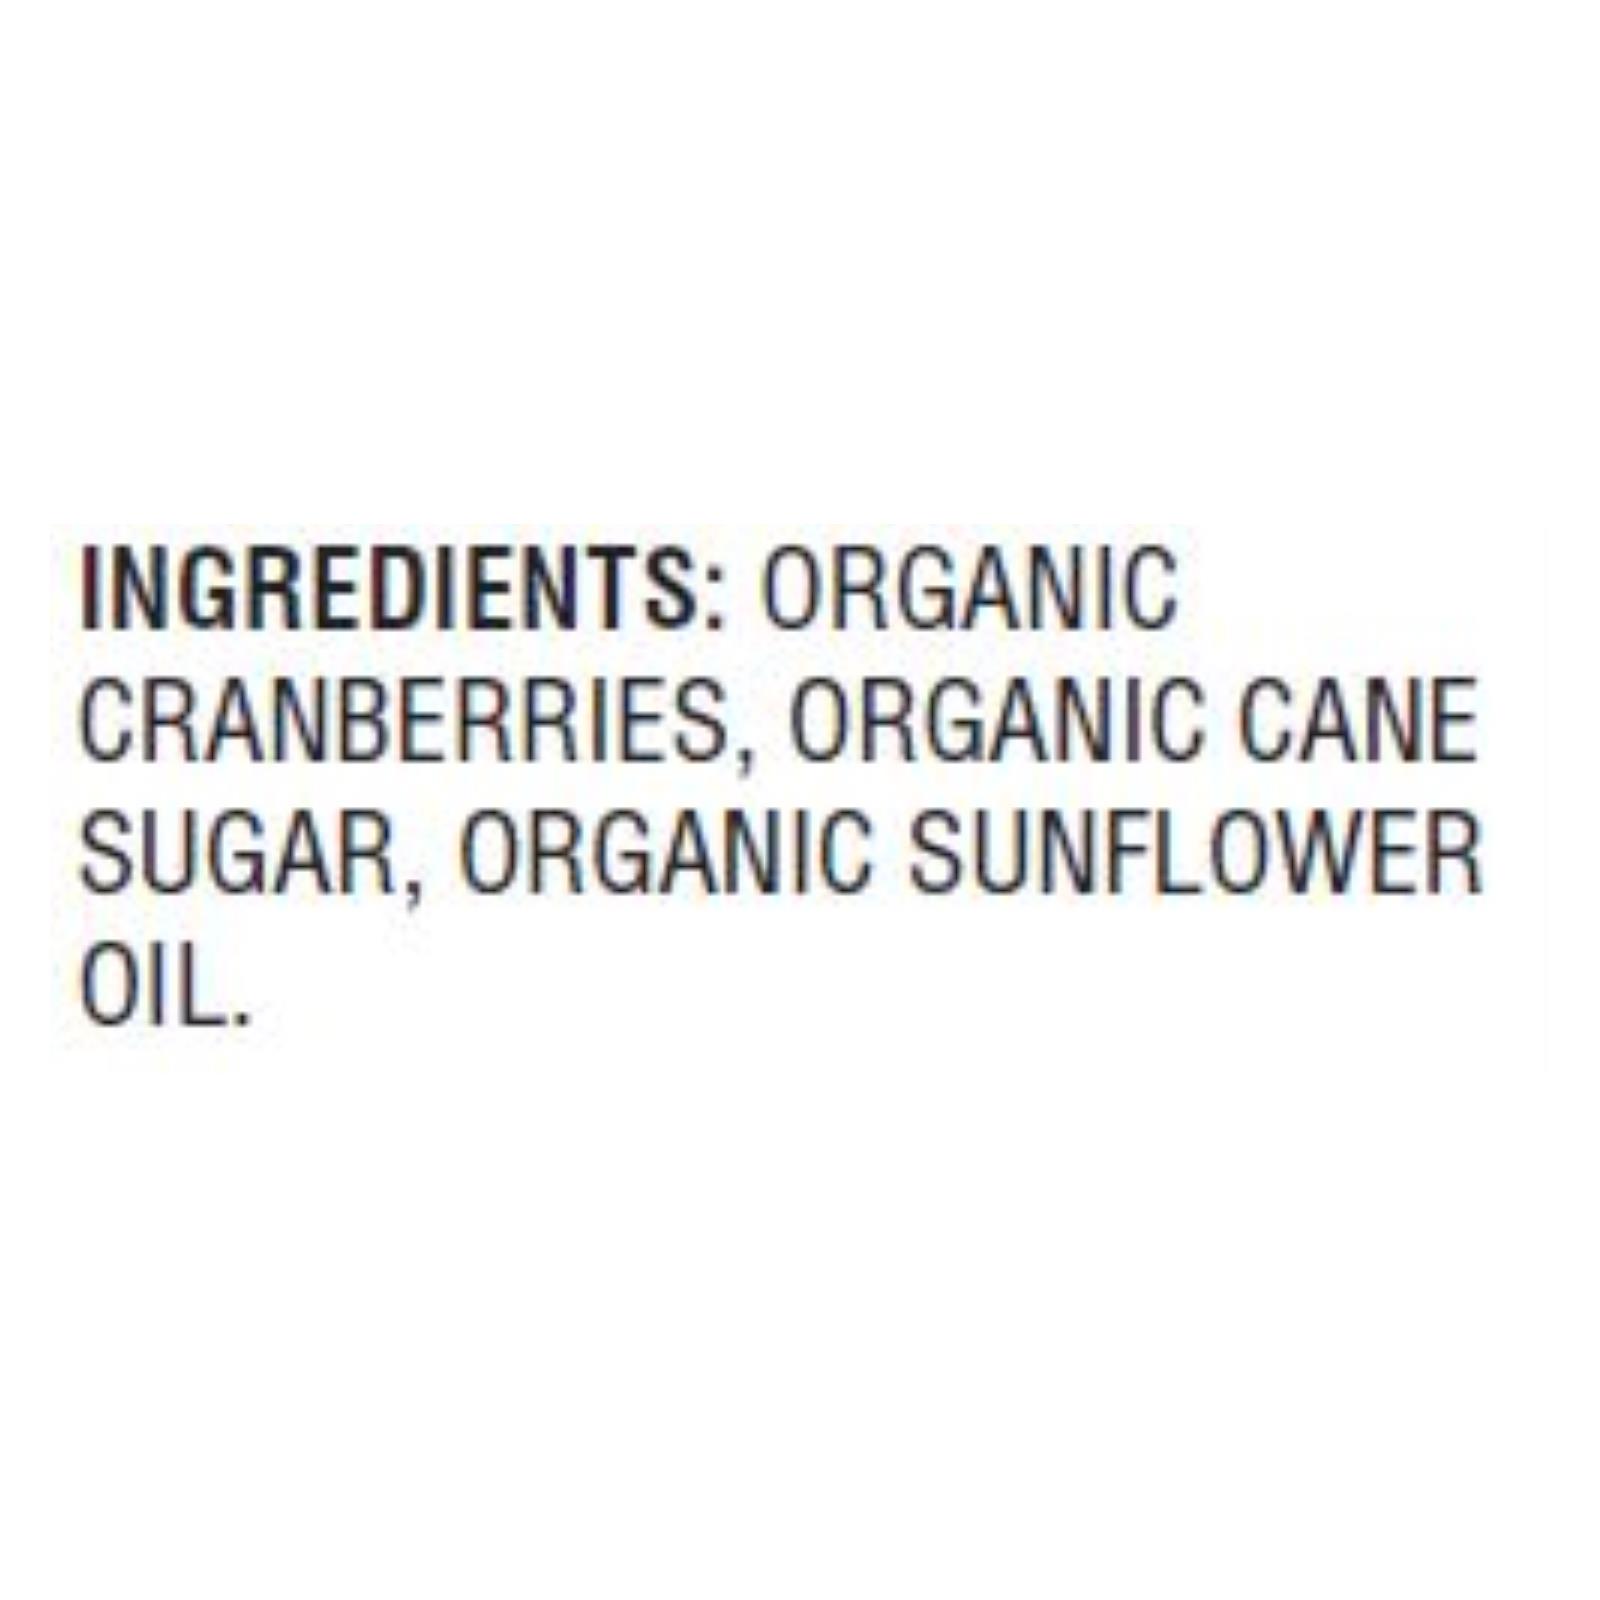 INGREDIENTS: ORGANIC
CRANBERRIES, ORGANIC CANE
SUGAR, ORGANIC SUNFLOWER
OIL.